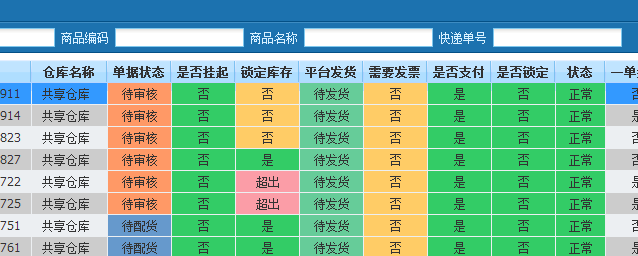 商品编码 商品名称 快递单号
仓库名称 单据状态 是否挂起 锁定库存 平台发货 需要发票 是否支付 是否锁定 状态 一单
911 共享仓库 待审核 否 否 待发货 否 是 否 正常 否
914 共享仓库 待审核 否 否 待发货 否 是 否 正常
823 共享仓库 待审核 否 否 待发货 否 是 否 正常
827 共享仓库 待审核 否 是 待发货 否 是 否 正常
722 共享仓库 待审核 否 超出 待发货 否 是 否 正常
725 共享仓库 待审核 否 超出 待发货 否 是 否 正常
751 共享仓库 待配货 否 是 待发货 否 是 否 正常
761 共享仓库 待配货 否 是 待发货 否 是 否 正常